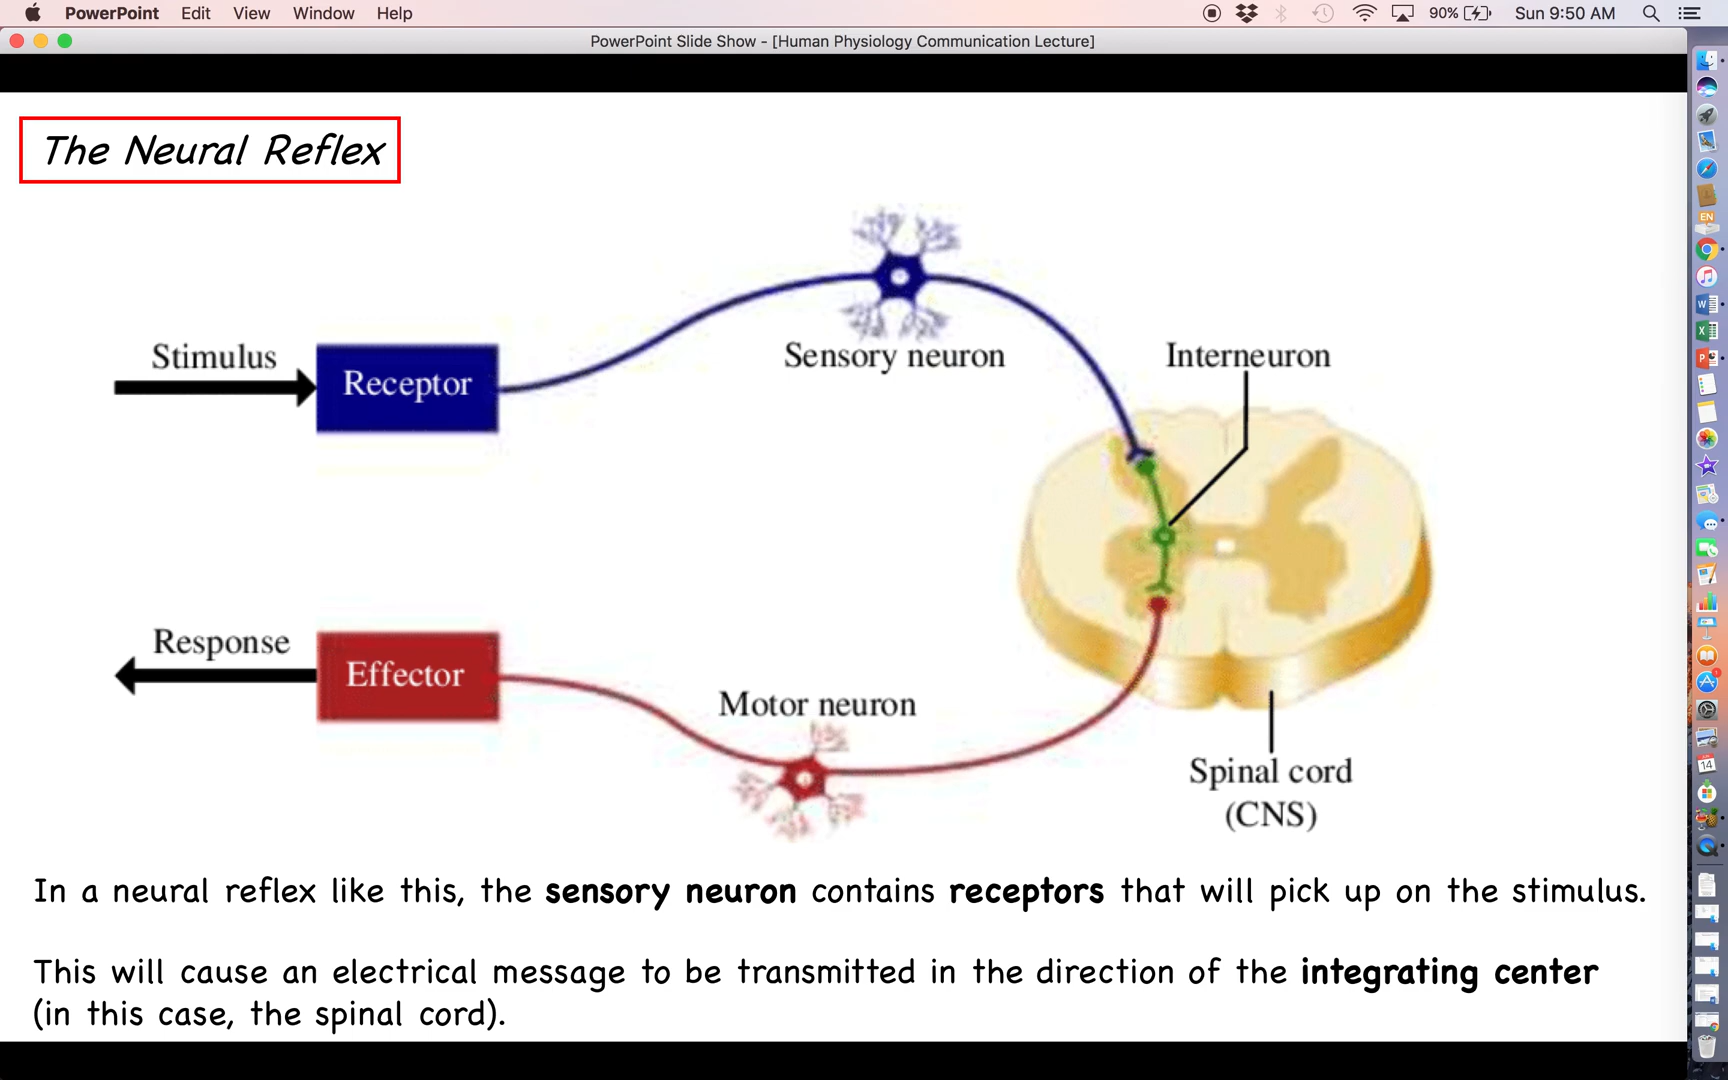 PowerPoint Edit View Window Help 90% Sun 9:50 AM
PowerPoint Slide Show - [Human Physiology Communication Lecture]
The Neural Reflex
Stimulus
Receptor
Sensory neuron
Interneuron
Response
Effector
Motor neuron
Spinal cord
(CNS)
In a neural reflex like this, the sensory neuron contains receptors that will pick up on the stimulus.
This will cause an electrical message to be transmitted in the direction of the integrating center
(in this case, the spinal cord).
EN
W
X
P
14